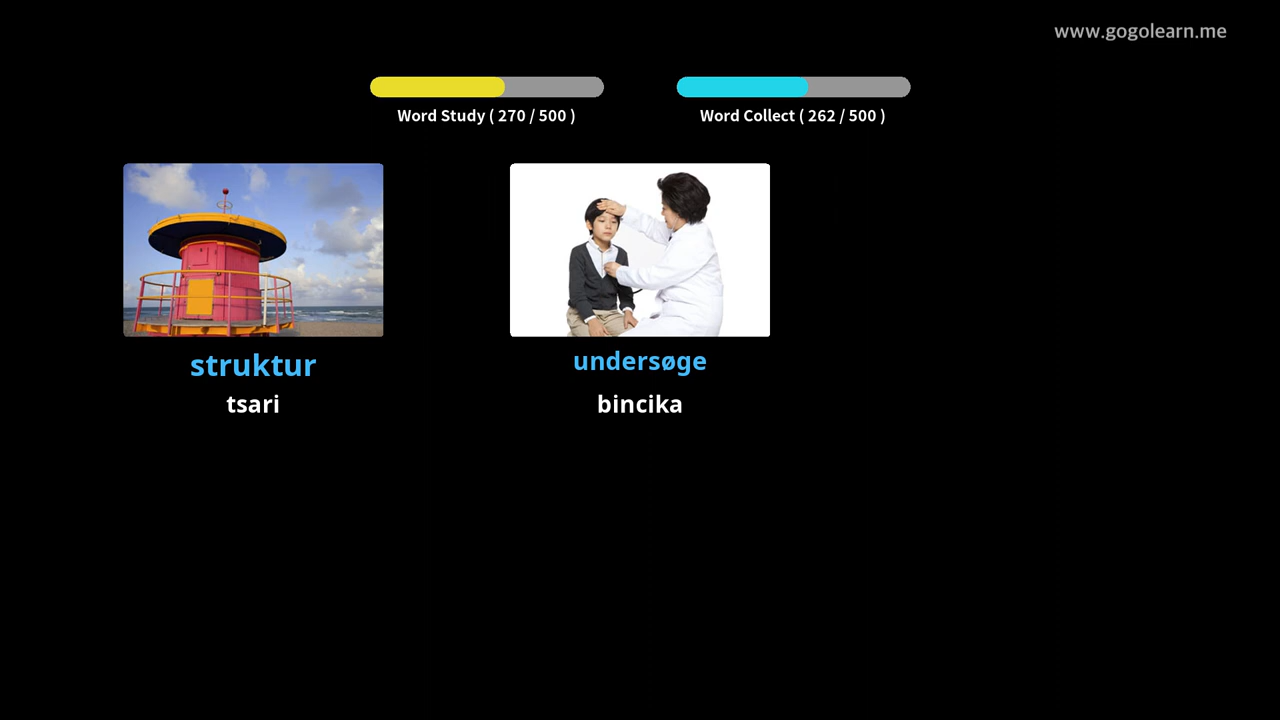 www.gogolearn.me
Word Study ( 270 / 500 )
Word Collect ( 262 / 500 )
struktur
tsari
undersøge
bincika